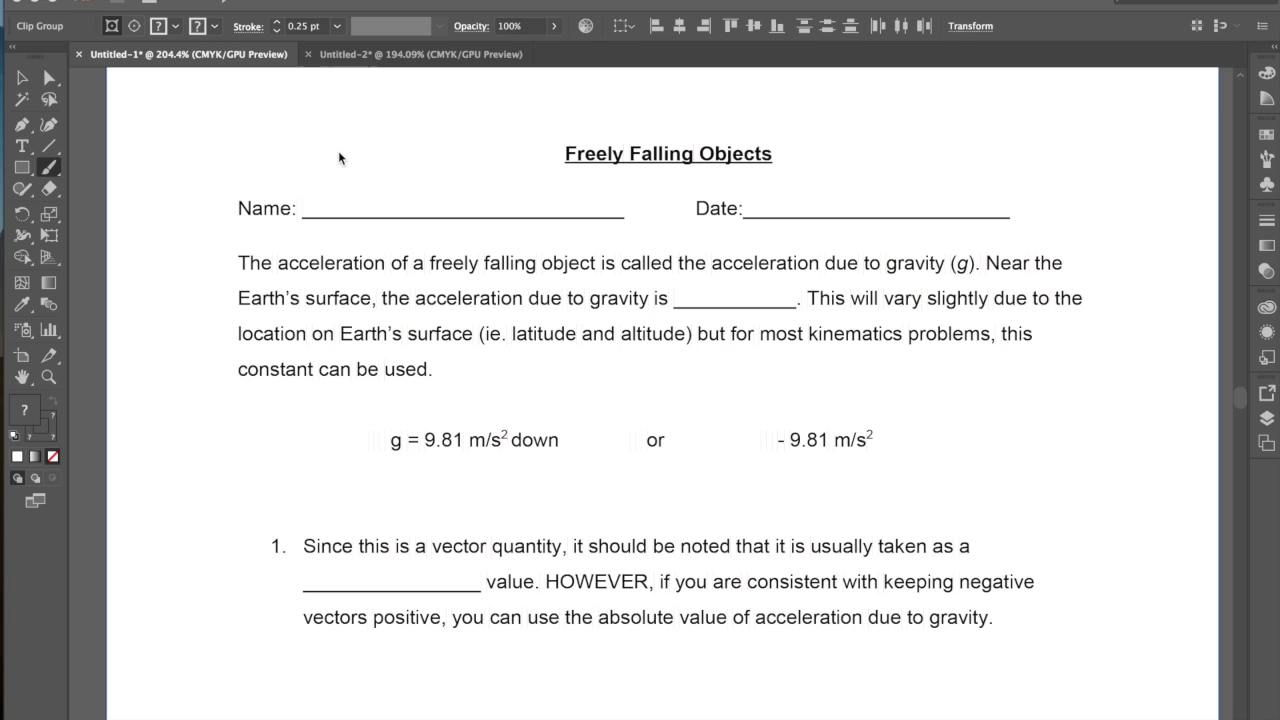 Clip Group
?
?
Stroke:
0.25 pt
Opacity:
100%
Transform
× Untitled-1* @ 204.4% (CMYK/GPU Preview)
× Untitled-2* @ 194.09% (CMYK/GPU Preview)
Freely Falling Objects
Name: _____________________________ Date:________________________
The acceleration of a freely falling object is called the acceleration due to gravity (g). Near the
Earth’s surface, the acceleration due to gravity is ___________. This will vary slightly due to the
location on Earth’s surface (ie. latitude and altitude) but for most kinematics problems, this
constant can be used.
g = 9.81 m/s² down or - 9.81 m/s²
1. Since this is a vector quantity, it should be noted that it is usually taken as a
________________ value. HOWEVER, if you are consistent with keeping negative
vectors positive, you can use the absolute value of acceleration due to gravity.
T
?
?
?
?